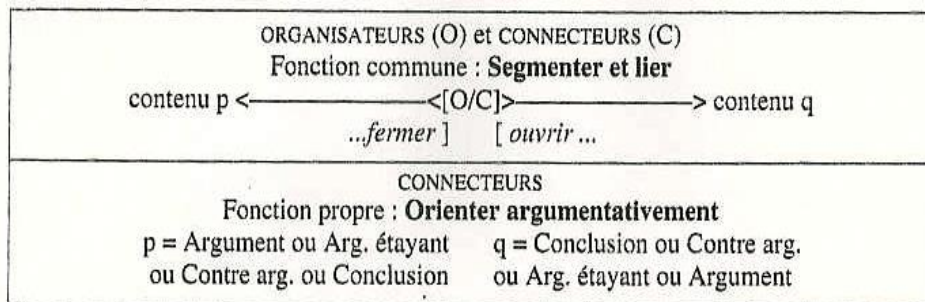 ORGANISATEURS (O) et CONNECTEURS (C)
Fonction commune : Segmenter et lier
contenu p <————————<[O/C]>————————> contenu q
...fermer ] [ ouvrir ...
CONNECTEURS
Fonction propre : Orienter argumentativement
p = Argument ou Arg. étayant q = Conclusion ou Contre arg.
ou Contre arg. ou Conclusion ou Arg. étayant ou Argument